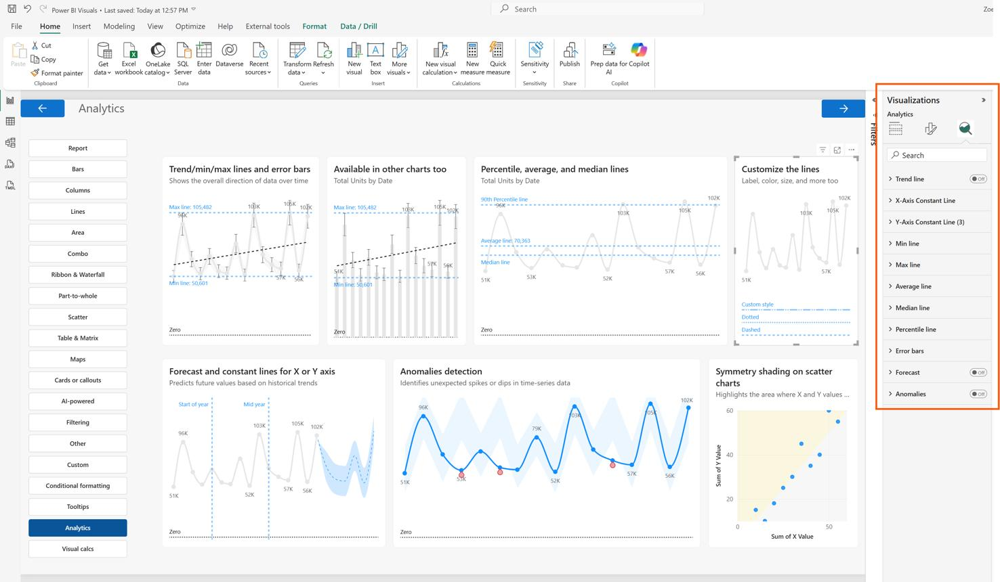 Power BI Visuals • Last saved: Today at 12:57 PM
Search
Zoe
File Home Insert Modeling View Optimize Help External tools Format Data / Drill
Paste
Cut
Copy
Format painter
Clipboard
Get data
Excel workbook
OneLake catalog
SQL Server
Enter data
Dataverse
Recent sources
Data
Transform data
Refresh
Queries
New visual
Text box
More visuals
Insert
New visual calculation
New measure
Quick measure
Calculations
Sensitivity
Sensitivity
Publish
Share
Prep data for AI
Copilot
Copilot
Analytics
Report
Bars
Columns
Lines
Area
Combo
Ribbon & Waterfall
Part-to-whole
Scatter
Table & Matrix
Maps
Cards or callouts
AI-powered
Filtering
Other
Custom
Conditional formatting
Tooltips
Analytics
Visual calcs
Trend/min/max lines and error bars
Shows the overall direction of data over time
Max line: 105,482
96K
103K
105K
102K
57K
56K
Min line: 50,601
Zero
Available in other charts too
Total Units by Date
Max line: 105,482
103K
105K
102K
51K
57K
56K
Min line: 50,601
Zero
Percentile, average, and median lines
Total Units by Date
90th Percentile line
96K
103K
105K
102K
Average line: 70,363
Median line
51K
53K
52K
57K
56K
Zero
Customize the lines
Label, color, size, and more too
102K
103K
105K
51K
57K
Custom style
Dotted
Dashed
Forecast and constant lines for X or Y axis
Predicts future values based on historical trends
Start of year
Mid year
96K
103K
105K
102K
51K
52K
57K
56K
Zero
Anomalies detection
Identifies unexpected spikes or dips in time-series data
96K
79K
103K
105K
102K
51K
53K
52K
57K
56K
Zero
Symmetry shading on scatter
charts
Highlights the area where X and Y values ...
60
40
20
0
50
Sum of Y Value
Sum of X Value
Filters
Visualizations
Analytics
Search
Trend line Off
X-Axis Constant Line
Y-Axis Constant Line (3)
Min line
Max line
Average line
Median line
Percentile line
Error bars
Forecast Off
Anomalies Off
DAX
TMDL